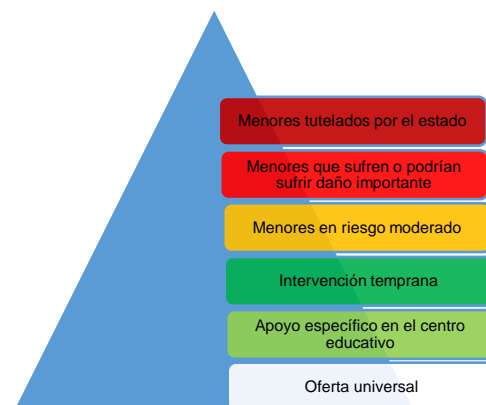 Menores tutelados por el estado
Menores que sufren o podrían
sufrir daño importante
Menores en riesgo moderado
Intervención temprana
Apoyo específico en el centro
educativo
Oferta universal